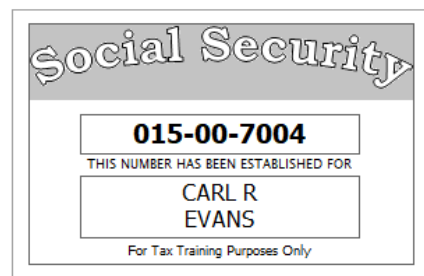 Social Security
015-00-7004
THIS NUMBER HAS BEEN ESTABLISHED FOR
CARL R
EVANS
For Tax Training Purposes Only